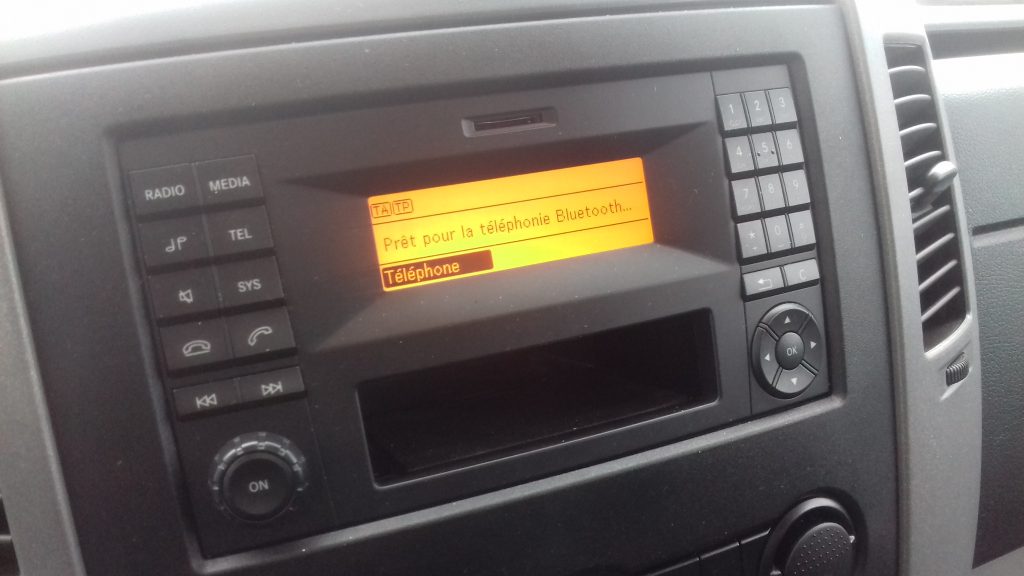 RADIO MEDIA
TEL
SYS
ON
TA TP
Prêt pour la téléphonie Bluetooth...
Téléphone
1 2 3
4 5 6
7 8 9
* 0 #
C
OK